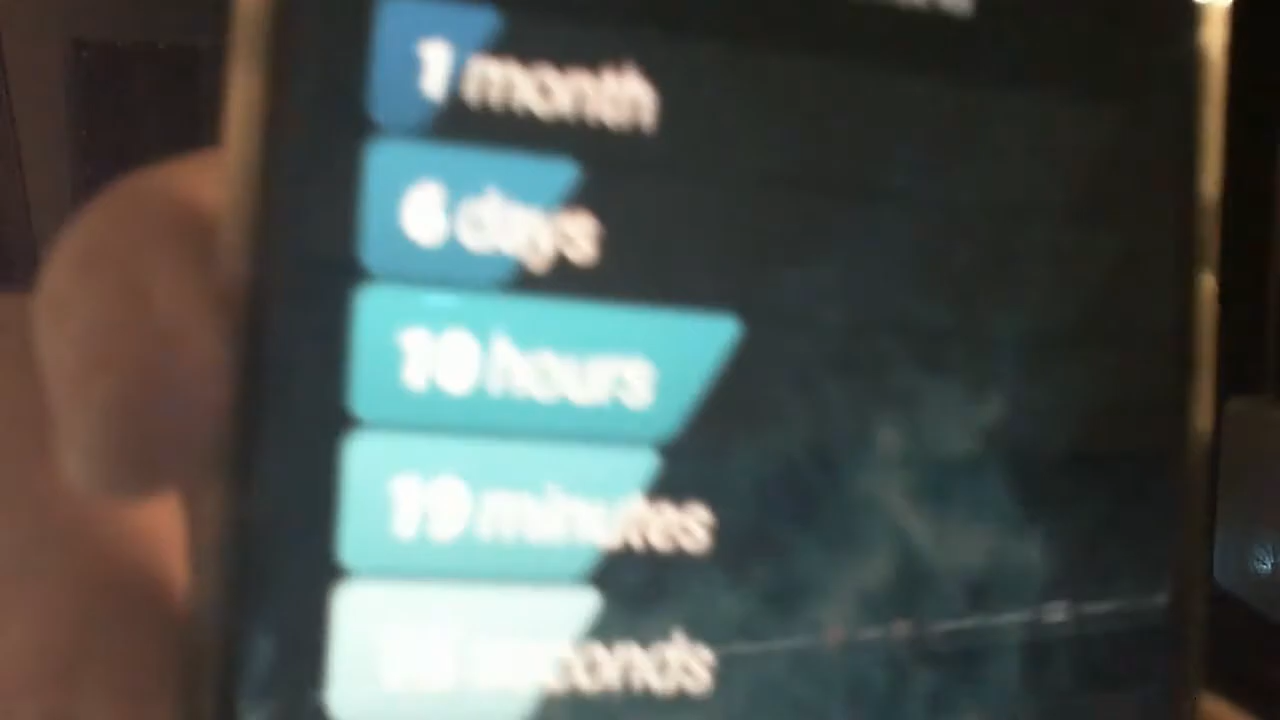 1 month
6 days
10 hours
19 minutes
seconds